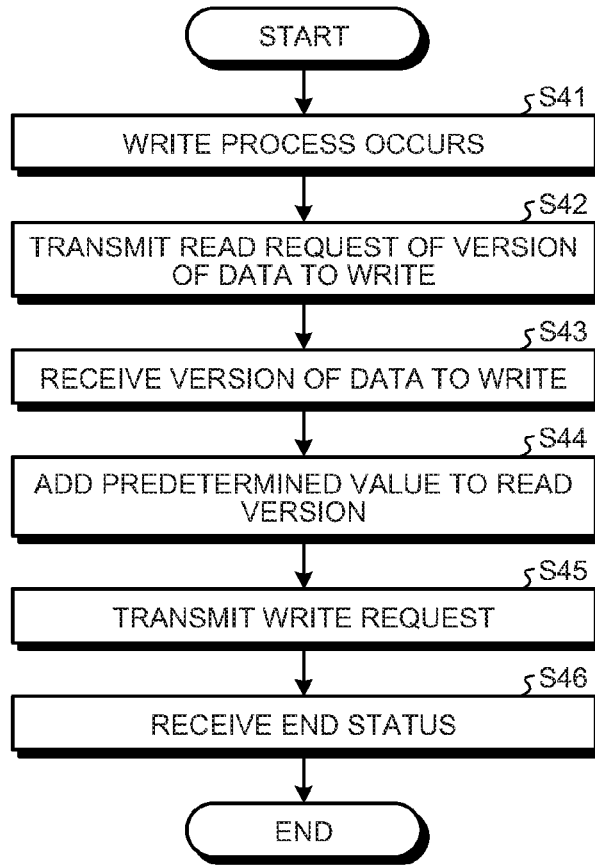 START
S41
WRITE PROCESS OCCURS
S42
TRANSMIT READ REQUEST OF VERSION
OF DATA TO WRITE
S43
RECEIVE VERSION OF DATA TO WRITE
S44
ADD PREDETERMINED VALUE TO READ
VERSION
S45
TRANSMIT WRITE REQUEST
S46
RECEIVE END STATUS
END